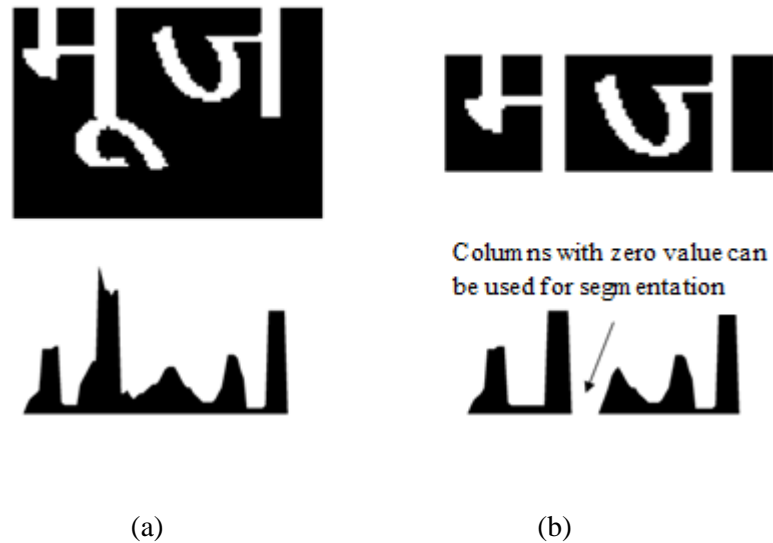 मूज
मज
Columns with zero value can
be used for segmentation
(a)
(b)